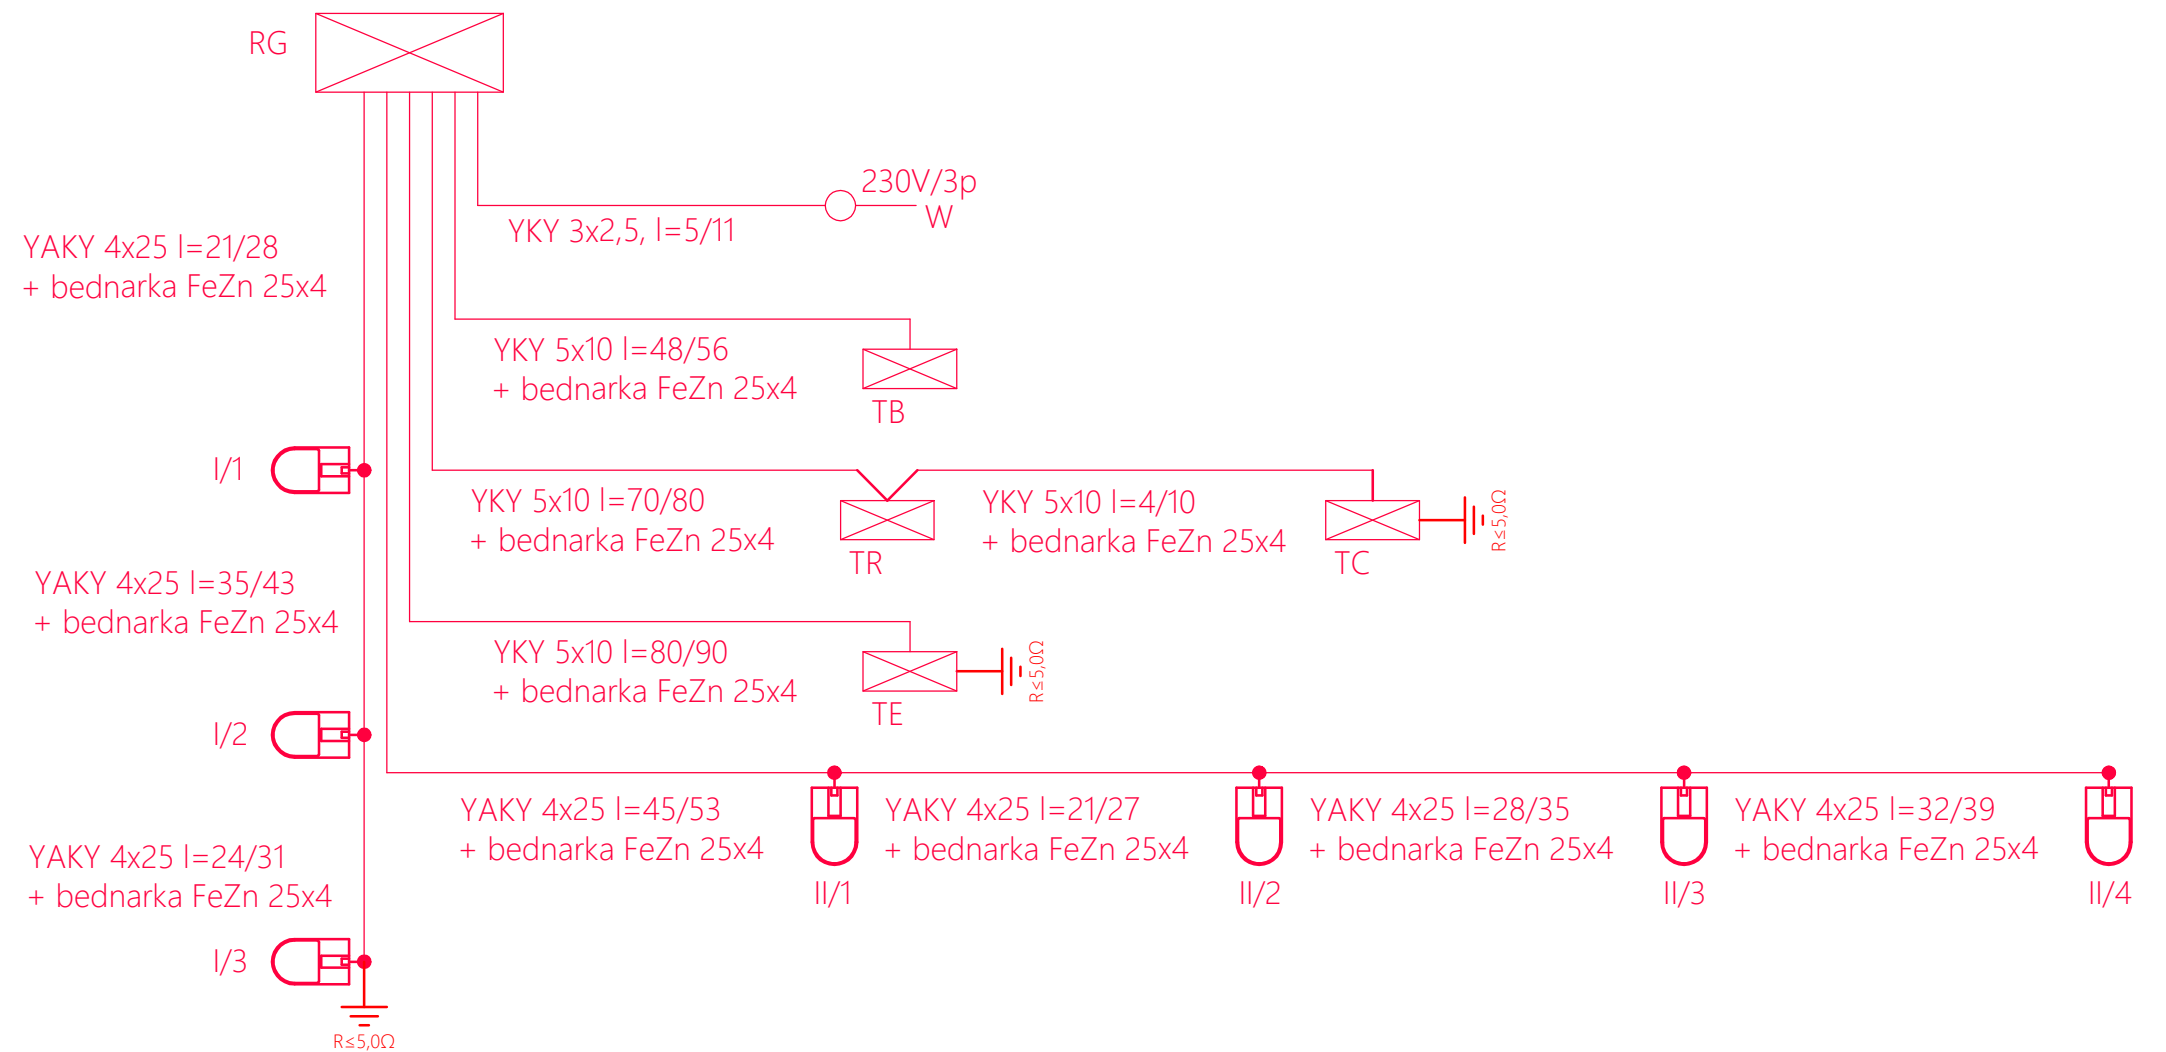 RG
230V/3p
W
YKY 3x2,5, l=5/11
YAKY 4x25 l=21/28
+ bednarka FeZn 25x4
YKY 5x10 l=48/56
+ bednarka FeZn 25x4
TB
I/1
YKY 5x10 l=70/80
+ bednarka FeZn 25x4
TR
YKY 5x10 l=4/10
+ bednarka FeZn 25x4
TC
R≤5,0Ω
YAKY 4x25 l=35/43
+ bednarka FeZn 25x4
YKY 5x10 l=80/90
+ bednarka FeZn 25x4
TE
R≤5,0Ω
I/2
YAKY 4x25 l=45/53
+ bednarka FeZn 25x4
II/1
YAKY 4x25 l=21/27
+ bednarka FeZn 25x4
II/2
YAKY 4x25 l=28/35
+ bednarka FeZn 25x4
II/3
YAKY 4x25 l=32/39
+ bednarka FeZn 25x4
II/4
YAKY 4x25 l=24/31
+ bednarka FeZn 25x4
I/3
R≤5,0Ω